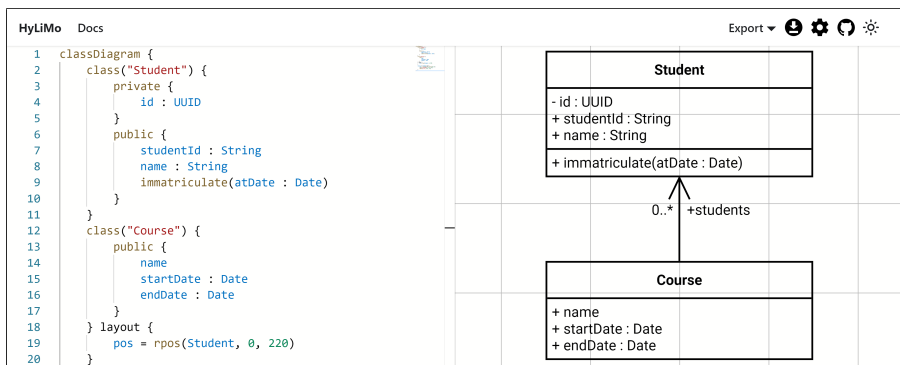 HyLiMo Docs Export
1 classDiagram {
2 class("Student") {
3 private {
4 id : UUID
5 }
6 public {
7 studentId : String
8 name : String
9 immatriculate(atDate : Date)
10 }
11 }
12 class("Course") {
13 public {
14 name
15 startDate : Date
16 endDate : Date
17 }
18 } layout {
19 pos = rpos(Student, 0, 220)
20 }
Student
- id : UUID
+ studentId : String
+ name : String
+ immatriculate(atDate : Date)
0..* +students
Course
+ name
+ startDate : Date
+ endDate : Date